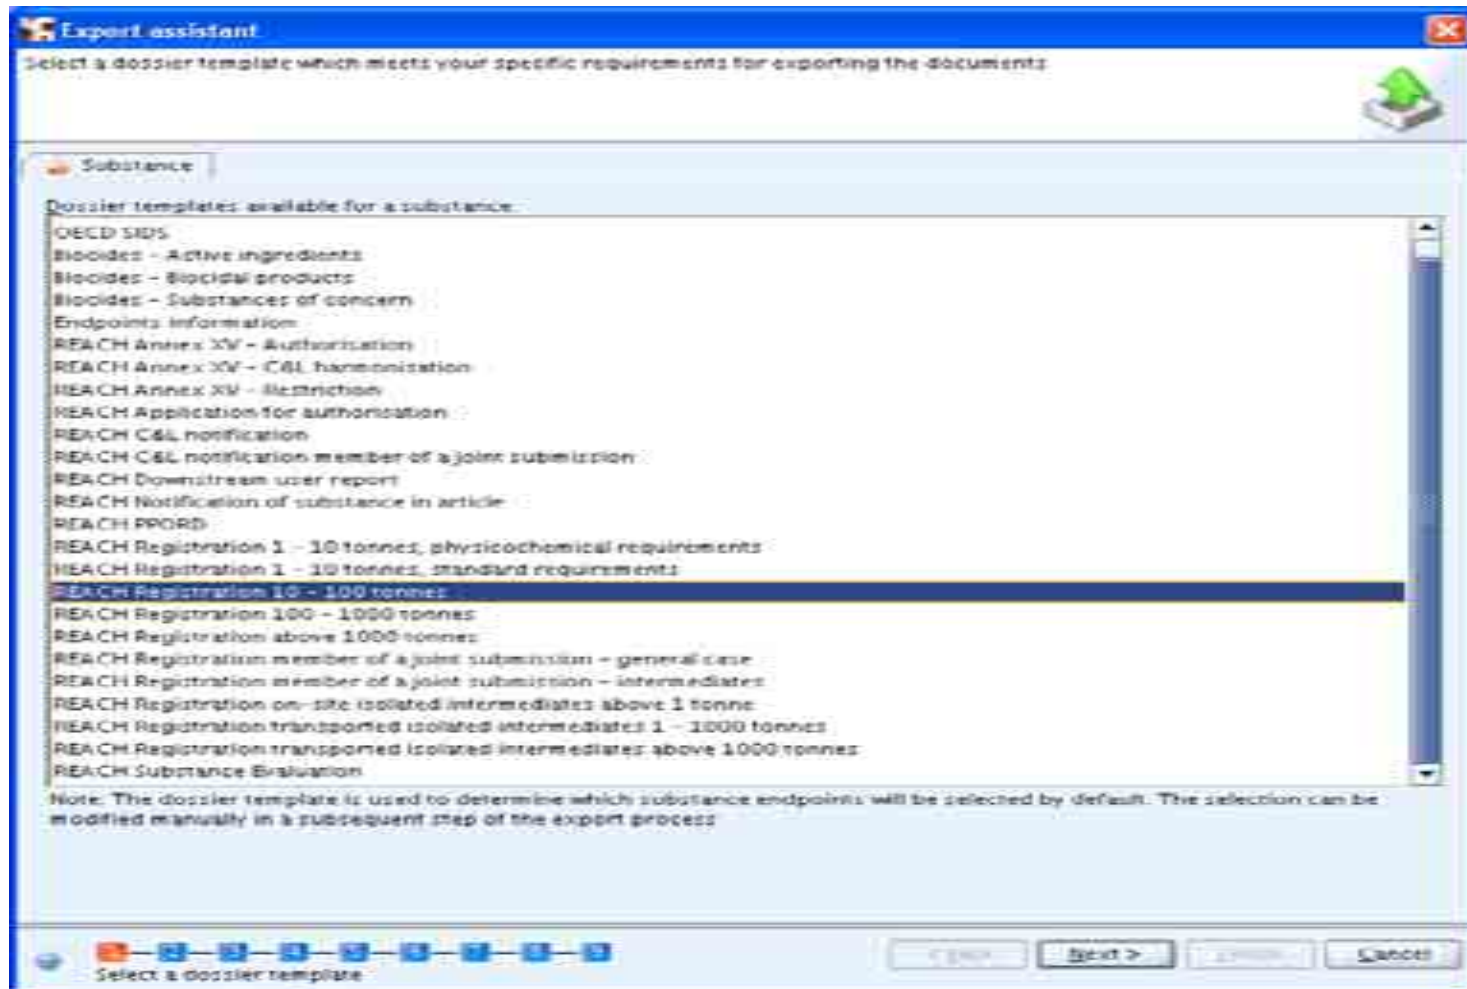 Export assistant
Select a dossier template which meets your specific requirements for exporting the documents
Substance
Dossier templates available for a substance:
OECD SIDS
Biocides - Active ingredients
Biocides - Biocidal products
Biocides - Substances of concern
Endpoints information
REACH Annex XV - Authorisation
REACH Annex XV - C&L harmonisation
REACH Annex XV - Restriction
REACH Application for authorisation
REACH C&L notification
REACH C&L notification member of a joint submission
REACH Downstream user report
REACH Notification of substance in article
REACH PPORD
REACH Registration 1 - 10 tonnes, physicochemical requirements
REACH Registration 1 - 10 tonnes, standard requirements
REACH Registration 10 - 100 tonnes
REACH Registration 100 - 1000 tonnes
REACH Registration above 1000 tonnes
REACH Registration member of a joint submission - general case
REACH Registration member of a joint submission - intermediates
REACH Registration on-site isolated intermediates above 1 tonne
REACH Registration transported isolated intermediates 1 - 1000 tonnes
REACH Registration transported isolated intermediates above 1000 tonnes
REACH Substance Evaluation
Note: The dossier template is used to determine which substance endpoints will be selected by default. The selection can be
modified manually in a subsequent step of the export process
2 3 4 5 6 7 8 9
Next > Cancel
Select a dossier template